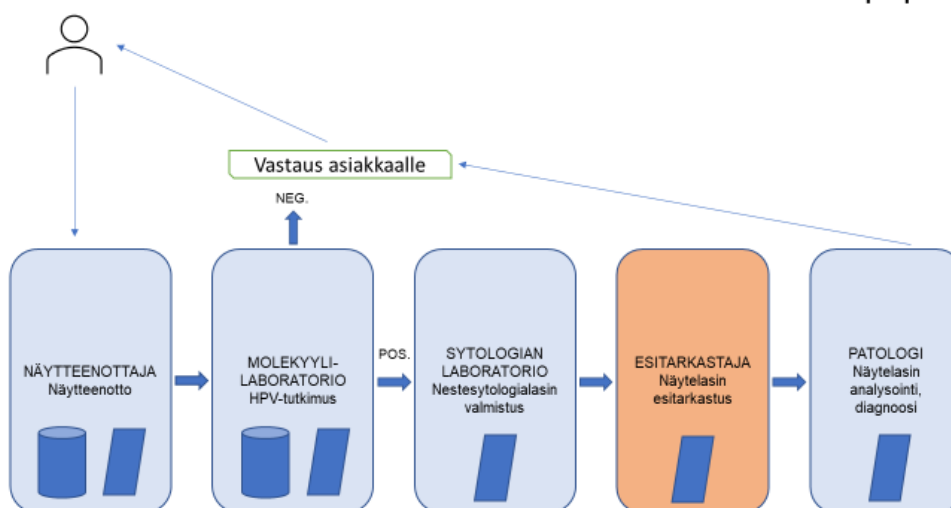 Vastaus asiakkaalle
NEG.
NÄYTTEENOTTAJA
Näytteenotto
MOLEKYYLI-
LABORATORIO
HPV-tutkimus
POS.
SYTOLOGIAN
LABORATORIO
Nestesytologialasin
valmistus
ESITARKASTAJA
Näytelasin
esitarkastus
PATOLOGI
Näytelasin
analysointi,
diagnoosi